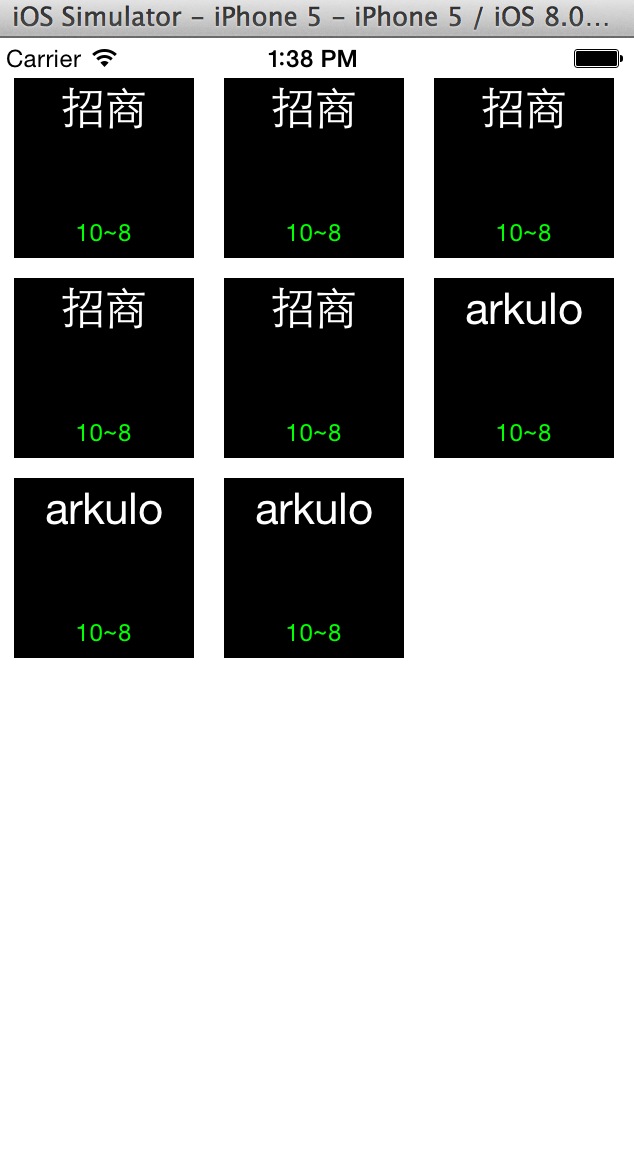 iOS Simulator – iPhone 5 – iPhone 5 / iOS 8.0...
Carrier 1:38 PM
招商 招商 招商
10~8 10~8 10~8
招商 招商 arkulo
10~8 10~8 10~8
arkulo arkulo
10~8 10~8